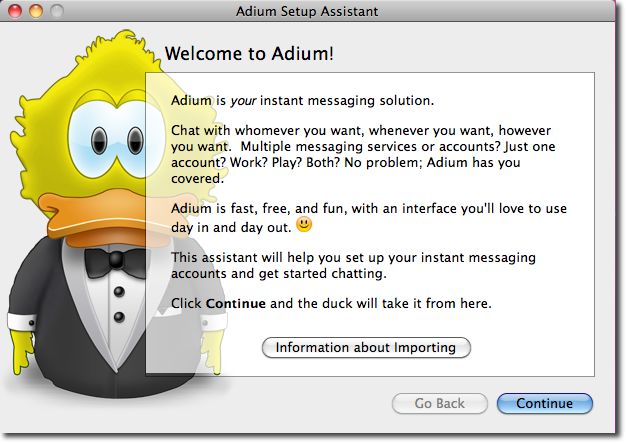 Adium Setup Assistant
Welcome to Adium!
Adium is your instant messaging solution.
Chat with whomever you want, whenever you want, however
you want.  Multiple messaging services or accounts? Just one
account? Work? Play? Both? No problem; Adium has you
covered.
Adium is fast, free, and fun, with an interface you'll love to use
day in and day out.
This assistant will help you set up your instant messaging
accounts and get started chatting.
Click Continue and the duck will take it from here.
Information about Importing
Go Back
Continue